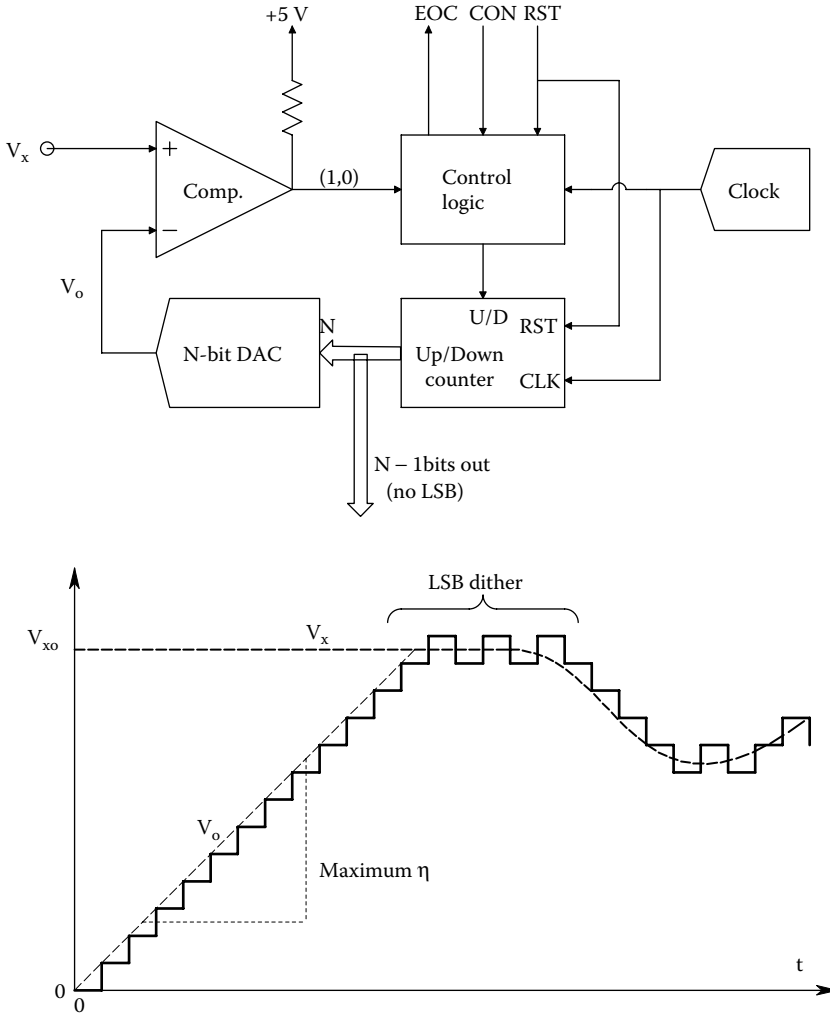 +5 V
EOC CON RST
V_x
+
Comp.
(1,0)
Control
logic
Clock
−
V_o
N-bit DAC
N
U/D
RST
Up/Down
counter
CLK
N – 1bits out
(no LSB)
LSB dither
V_xo
V_x
V_o
Maximum η
t
0
0